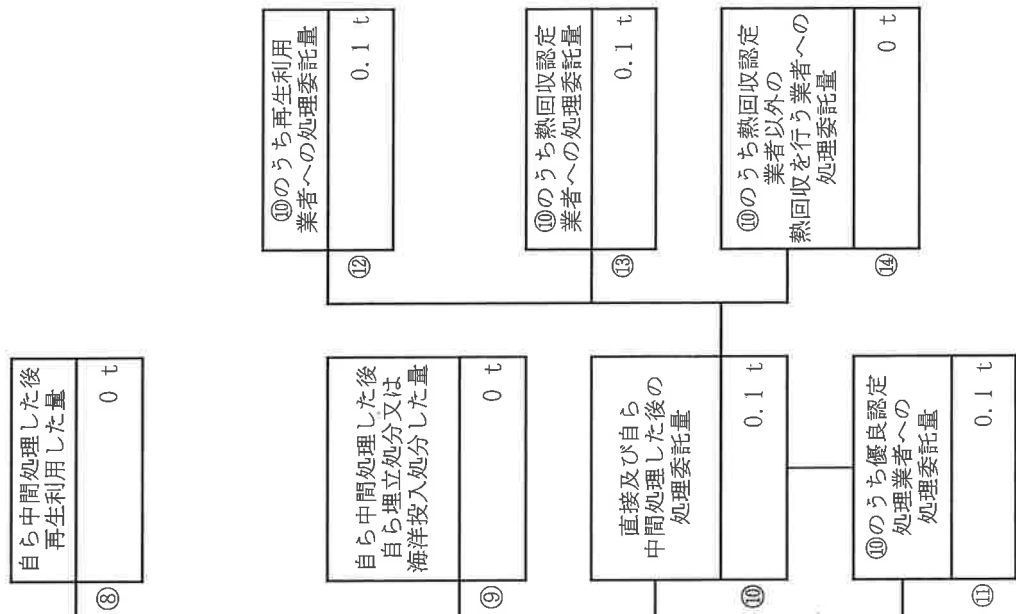 ⑧
自ら中間処理した後
再生利用した量
0 t
⑨
自ら中間処理した後
自ら埋立処分又は
海洋投入処分した量
0 t
⑩
直接及び自ら
中間処理した後の
処理委託量
0.1 t
⑪
⑩のうち優良認定
処理業者への
処理委託量
0.1 t
⑫
⑩のうち再生利用
業者への処理委託量
0.1 t
⑬
⑩のうち熱回収認定
業者への処理委託量
0.1 t
⑭
⑩のうち熱回収認定
業者以外の
熱回収を行う業者への
処理委託量
0 t